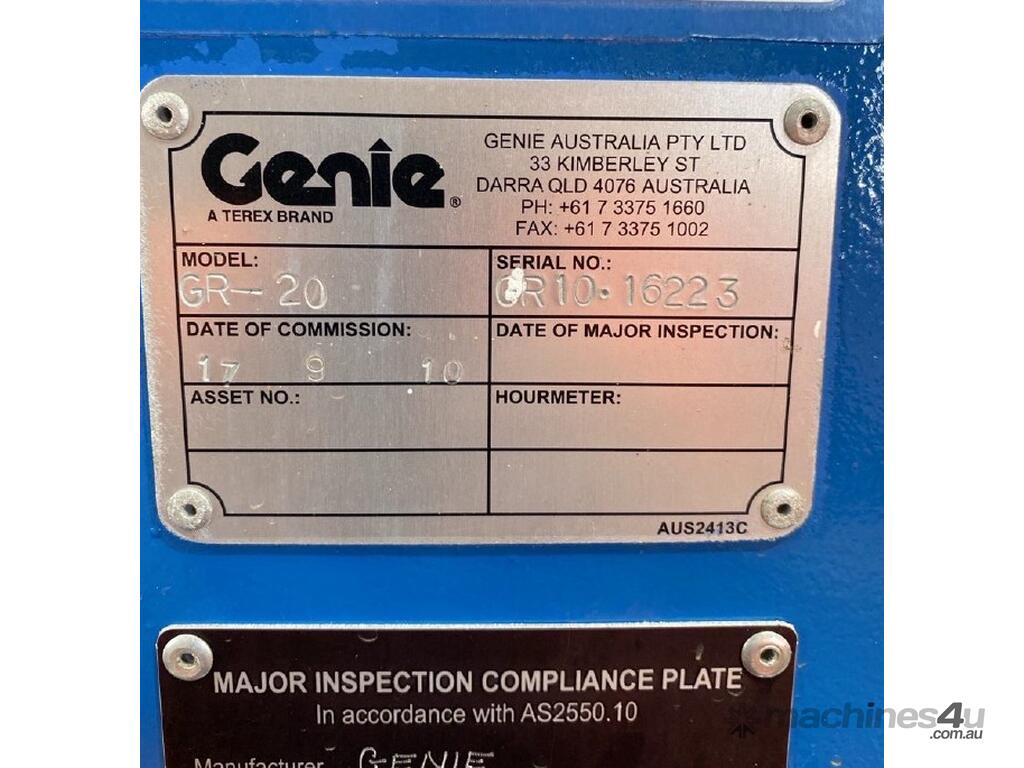 Genie®
A TEREX BRAND
GENIE AUSTRALIA PTY LTD
33 KIMBERLEY ST
DARRA QLD 4076 AUSTRALIA
PH: +61 7 3375 1660
FAX: +61 7 3375 1002
MODEL:
GR-20
SERIAL NO.:
GR10·16223
DATE OF COMMISSION:
17 9 10
DATE OF MAJOR INSPECTION:
ASSET NO.:
HOURMETER:
AUS2413C
MAJOR INSPECTION COMPLIANCE PLATE
In accordance with AS2550.10
Manufacturer GENIE
machines4u
.com.au